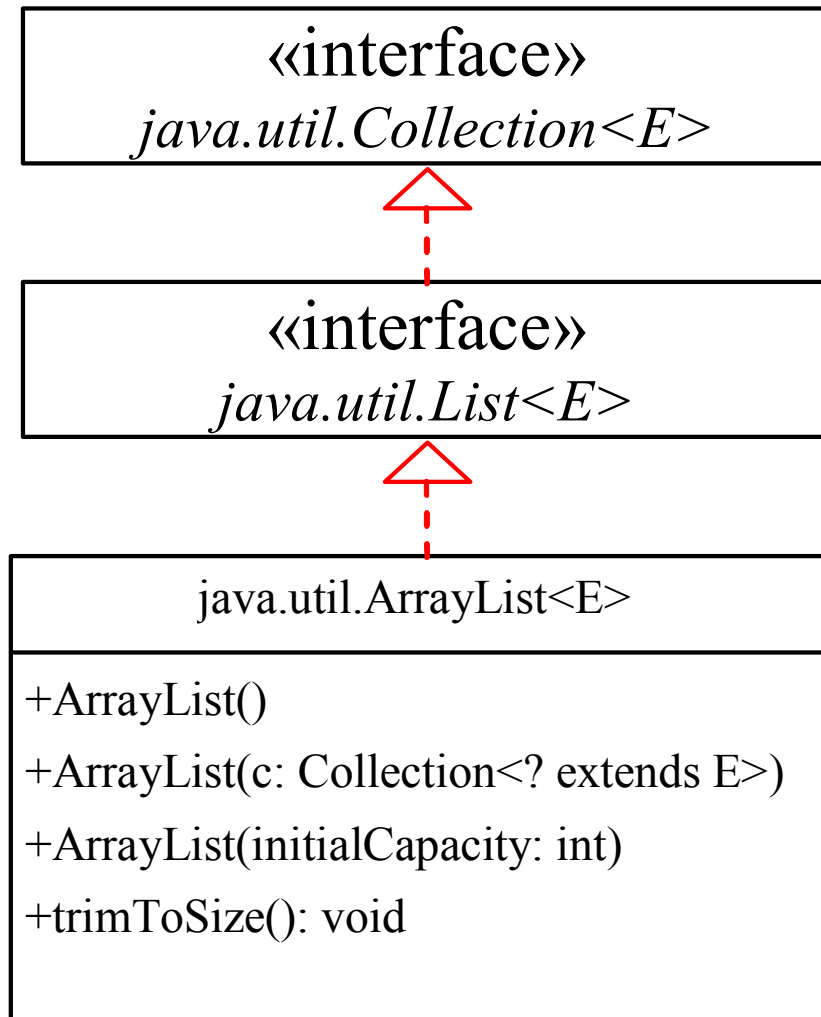 «interface»
java.util.Collection<E>
«interface»
java.util.List<E>
java.util.ArrayList<E>
+ArrayList()
+ArrayList(c: Collection<? extends E>)
+ArrayList(initialCapacity: int)
+trimToSize(): void